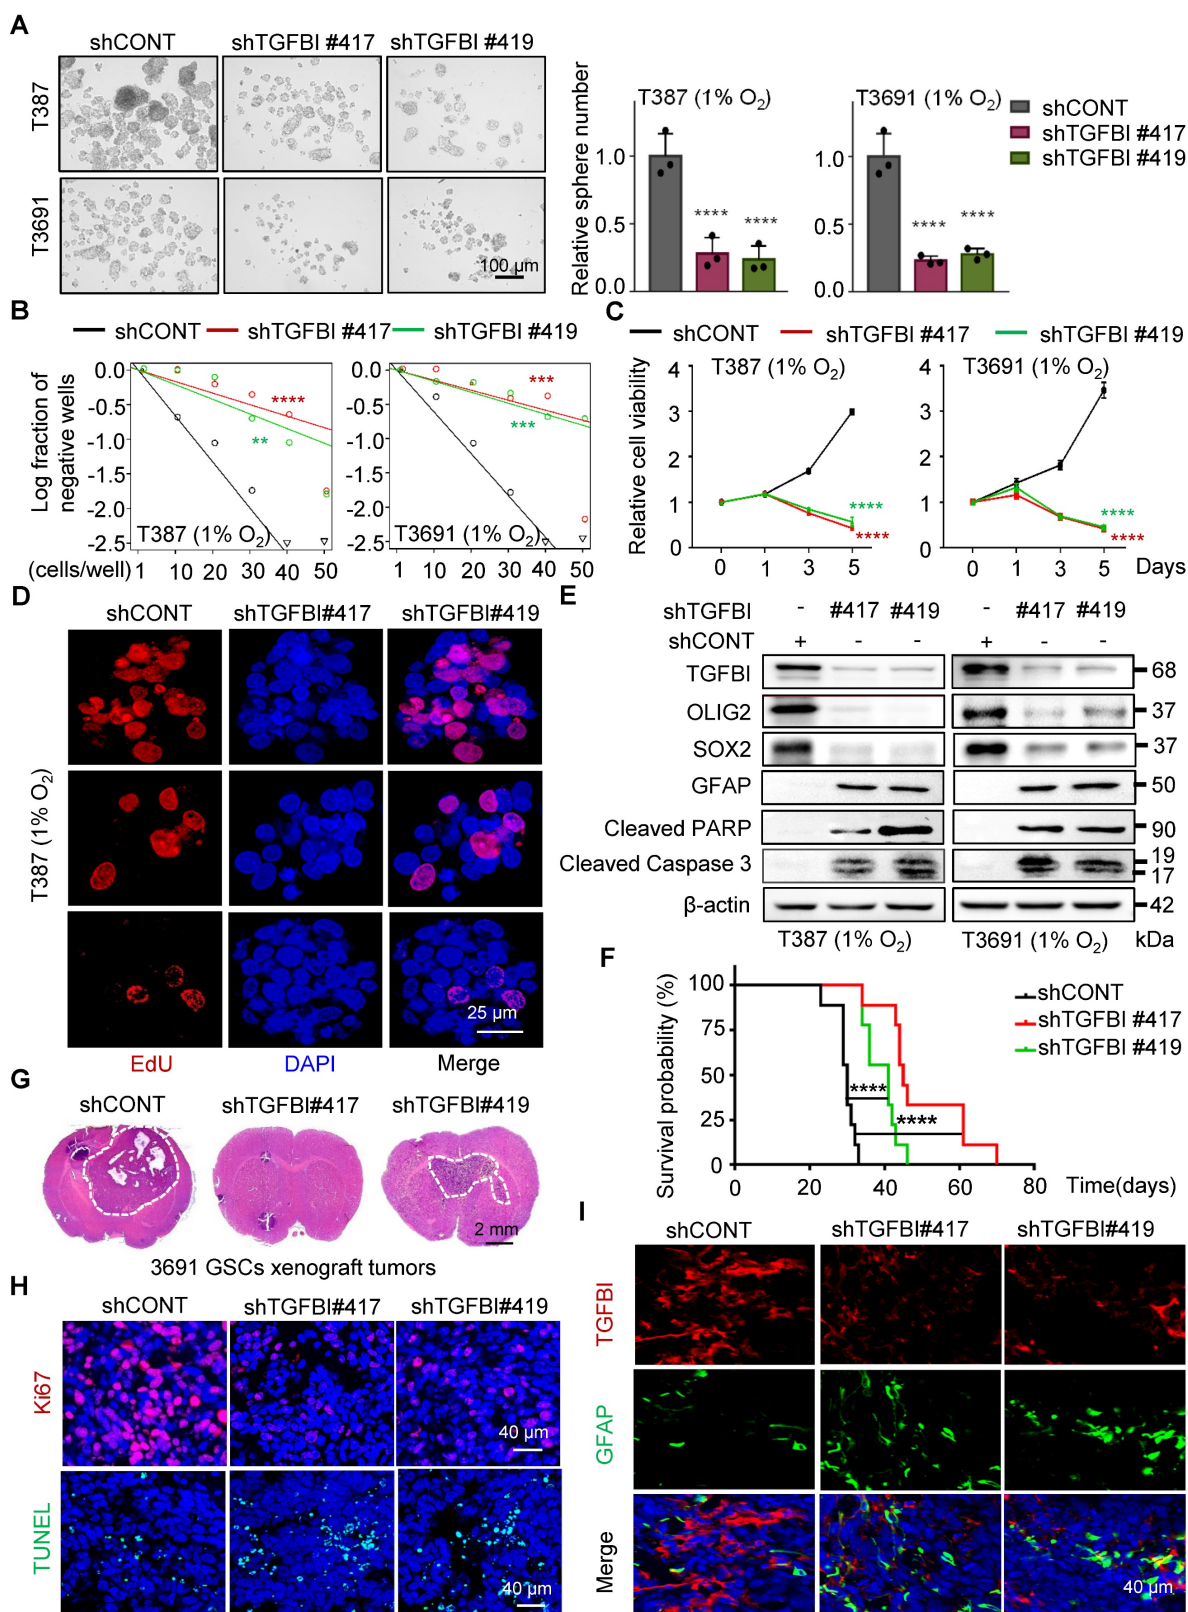 A
shCONT
shTGFBI #417
shTGFBI #419
T387
T3691
100 µm
Relative sphere number
T387 (1% O2)
1.0
0.5
0.0
****
****
T3691 (1% O2)
1.0
0.5
0.0
****
****
shCONT
shTGFBI #417
shTGFBI #419
B
shCONT
shTGFBI #417
shTGFBI #419
Log fraction of
negative wells
0.0
-0.5
-1.0
-1.5
-2.0
-2.5
****
**
T387 (1% O2)
0.0
-0.5
-1.0
-1.5
-2.0
-2.5
***
***
T3691 (1% O2)
(cells/well)
1 10 20 30 40 50
1 10 20 30 40 50
C
shCONT
shTGFBI #417
shTGFBI #419
Relative cell viability
T387 (1% O2)
4
3
2
1
0
****
****
0 1 3 5
T3691 (1% O2)
4
3
2
1
0
****
****
0 1 3 5
Days
D
shCONT
shTGFBI#417
shTGFBI#419
T387 (1% O2)
25 µm
EdU
DAPI
Merge
E
shTGFBI - #417 #419 - #417 #419
shCONT + - - + - -
TGFBI 68
OLIG2 37
SOX2 37
GFAP 50
Cleaved PARP 90
Cleaved Caspase 3 19
17
β-actin 42
T387 (1% O2)
T3691 (1% O2)
kDa
F
Survival probability (%)
100
75
50
25
0
****
****
shCONT
shTGFBI #417
shTGFBI #419
0 20 40 60 80
Time(days)
G
shCONT
shTGFBI#417
shTGFBI#419
2 mm
3691 GSCs xenograft tumors
H
shCONT
shTGFBI#417
shTGFBI#419
Ki67
40 µm
TUNEL
40 µm
I
shCONT
shTGFBI#417
shTGFBI#419
TGFBI
GFAP
Merge
40 µm